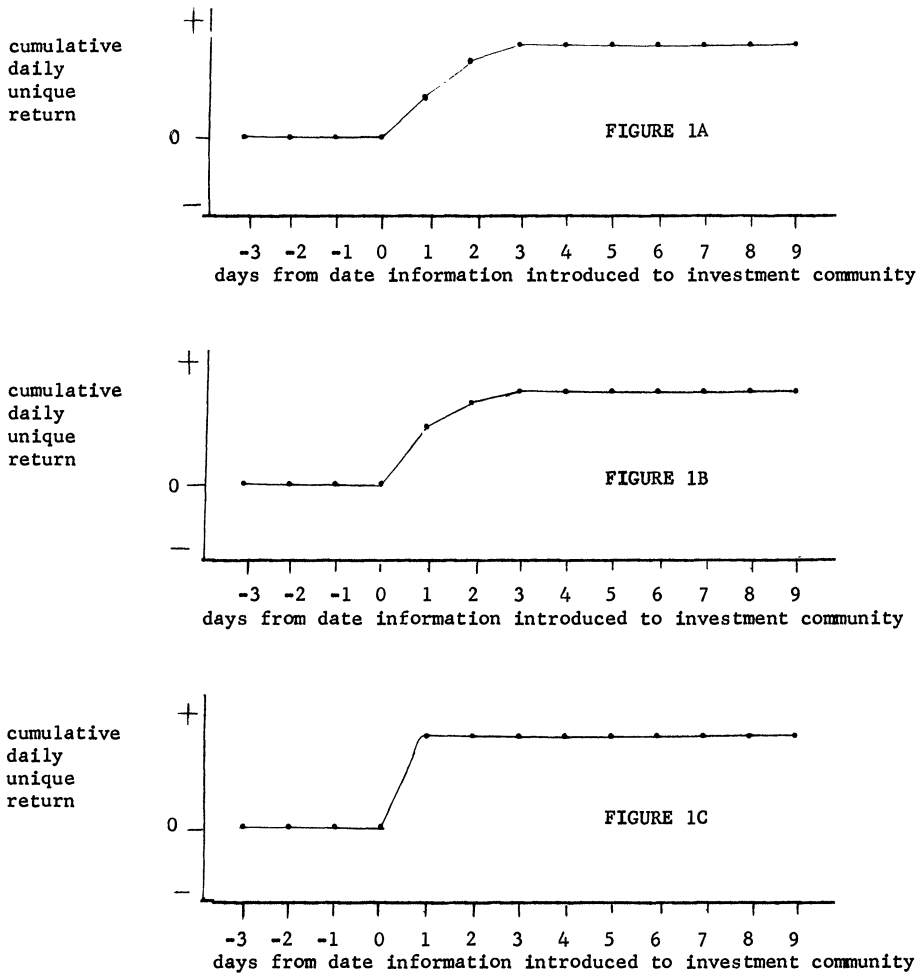 +
cumulative
daily
unique
return
0
FIGURE 1A
-
-3 -2 -1 0 1 2 3 4 5 6 7 8 9
days from date information introduced to investment community
+
cumulative
daily
unique
return
0
FIGURE 1B
-
-3 -2 -1 0 1 2 3 4 5 6 7 8 9
days from date information introduced to investment community
+
cumulative
daily
unique
return
0
FIGURE 1C
-
-3 -2 -1 0 1 2 3 4 5 6 7 8 9
days from date information introduced to investment community